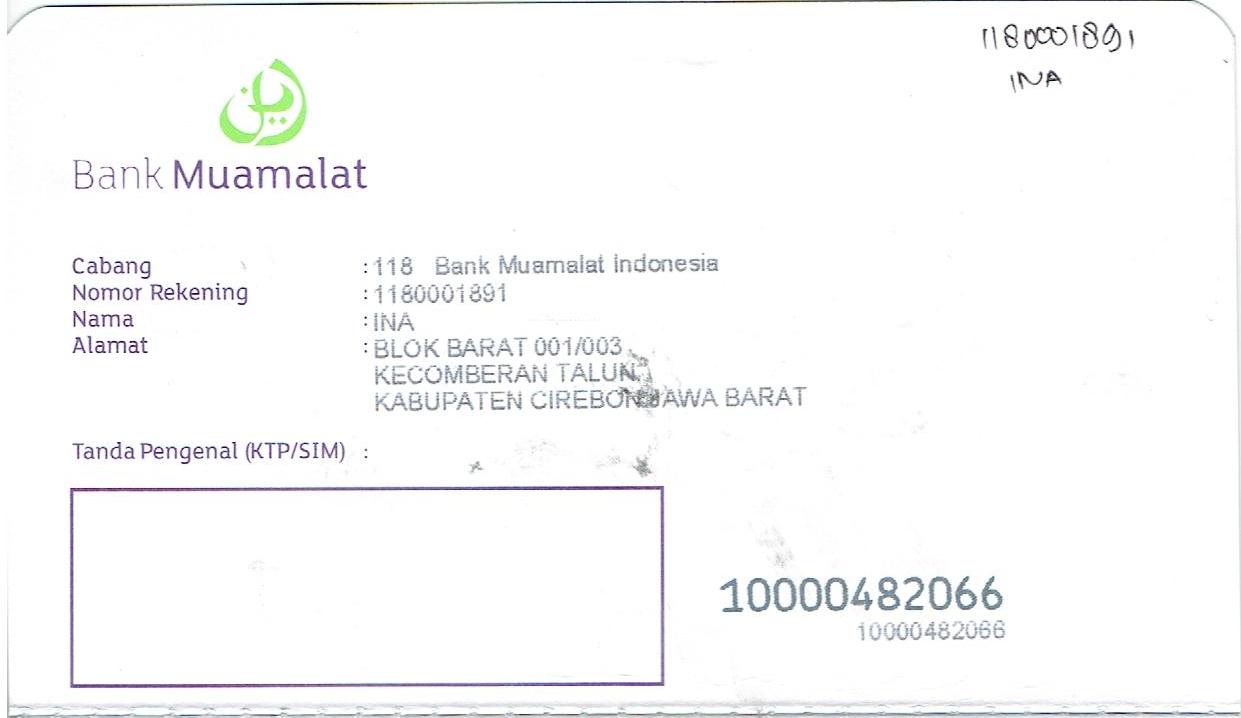 1180001891
INA
Bank Muamalat
Cabang : 118 Bank Muamalat Indonesia
Nomor Rekening : 1180001891
Nama : INA
Alamat : BLOK BARAT 001/003
KECOMBERAN TALUN
KABUPATEN CIREBON JAWA BARAT
Tanda Pengenal (KTP/SIM) :
10000482066
10000482066